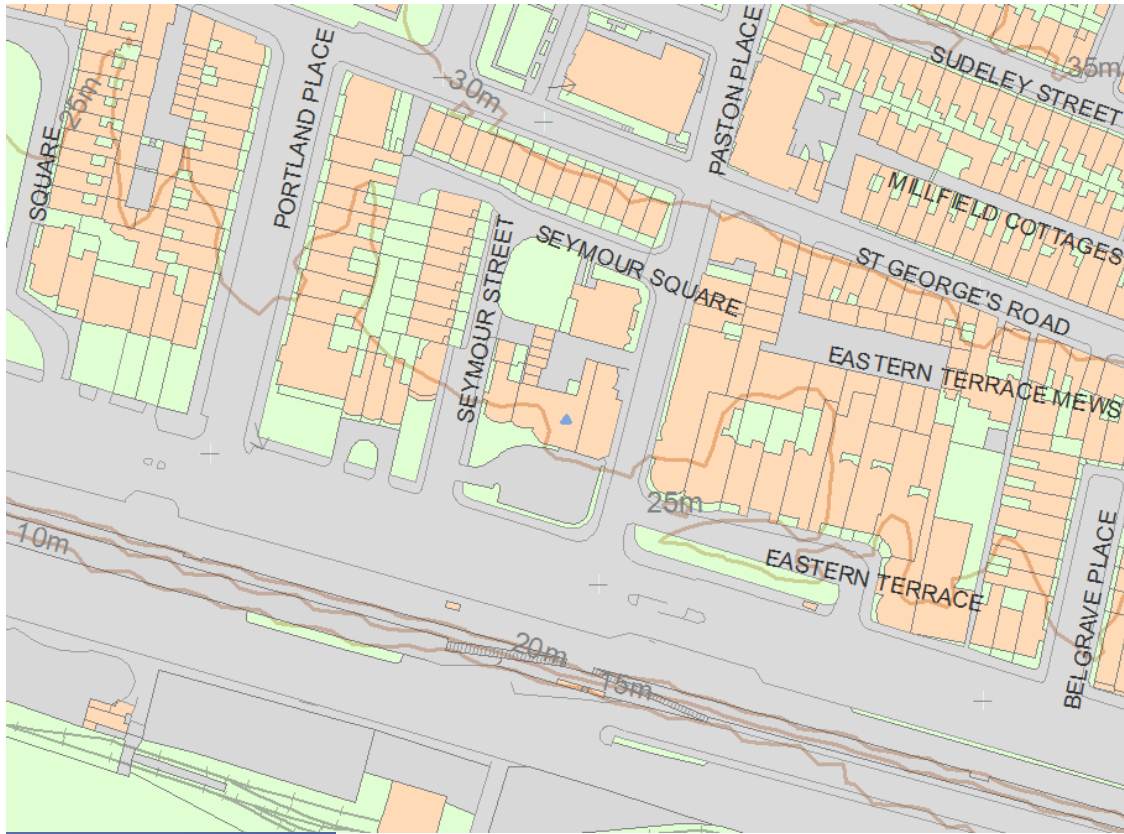 PASTON PLACE
SUDELEY STREET
35m
30m
25m
PORTLAND PLACE
SQUARE
MILLFIELD COTTAGES
SEYMOUR STREET
SEYMOUR SQUARE
ST GEORGE'S ROAD
EASTERN TERRACE MEWS
25m
EASTERN TERRACE
BELGRAVE PLACE
10m
20m
15m